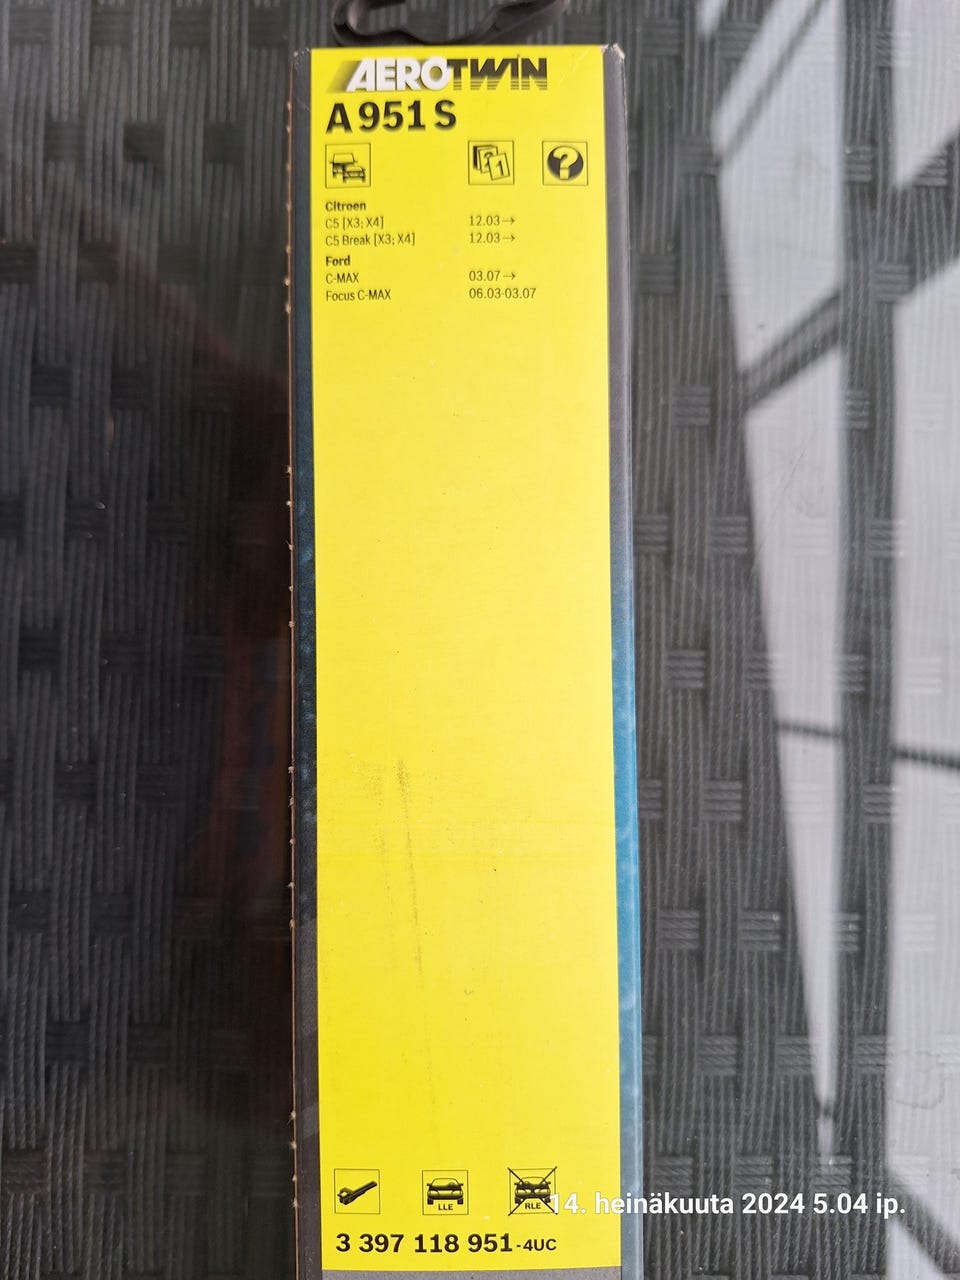 AEROTWIN
A 951 S
21 ?
Citroen
C5 [X3; X4] 12.03→
C5 Break [X3; X4] 12.03→
Ford
C-MAX 03.07→
Focus C-MAX 06.03-03.07
LLE RLE
14. heinäkuuta 2024 5.04 ip.
3 397 118 951-4UC